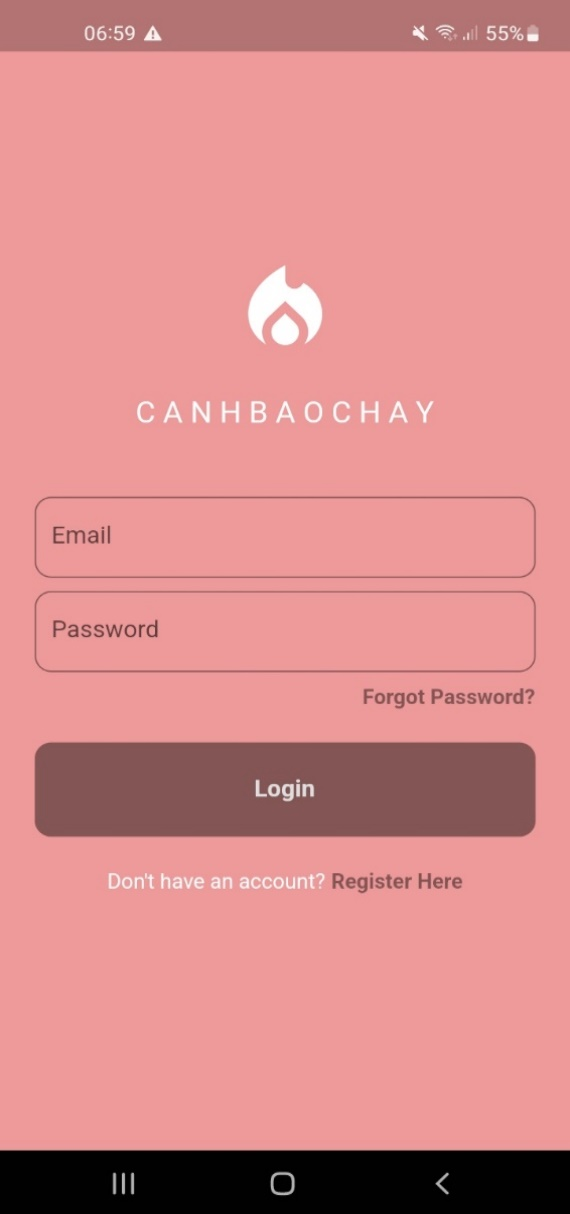 06:59 55%
CANHBAOCHAY
Email
Password
Forgot Password?
Login
Don't have an account? Register Here